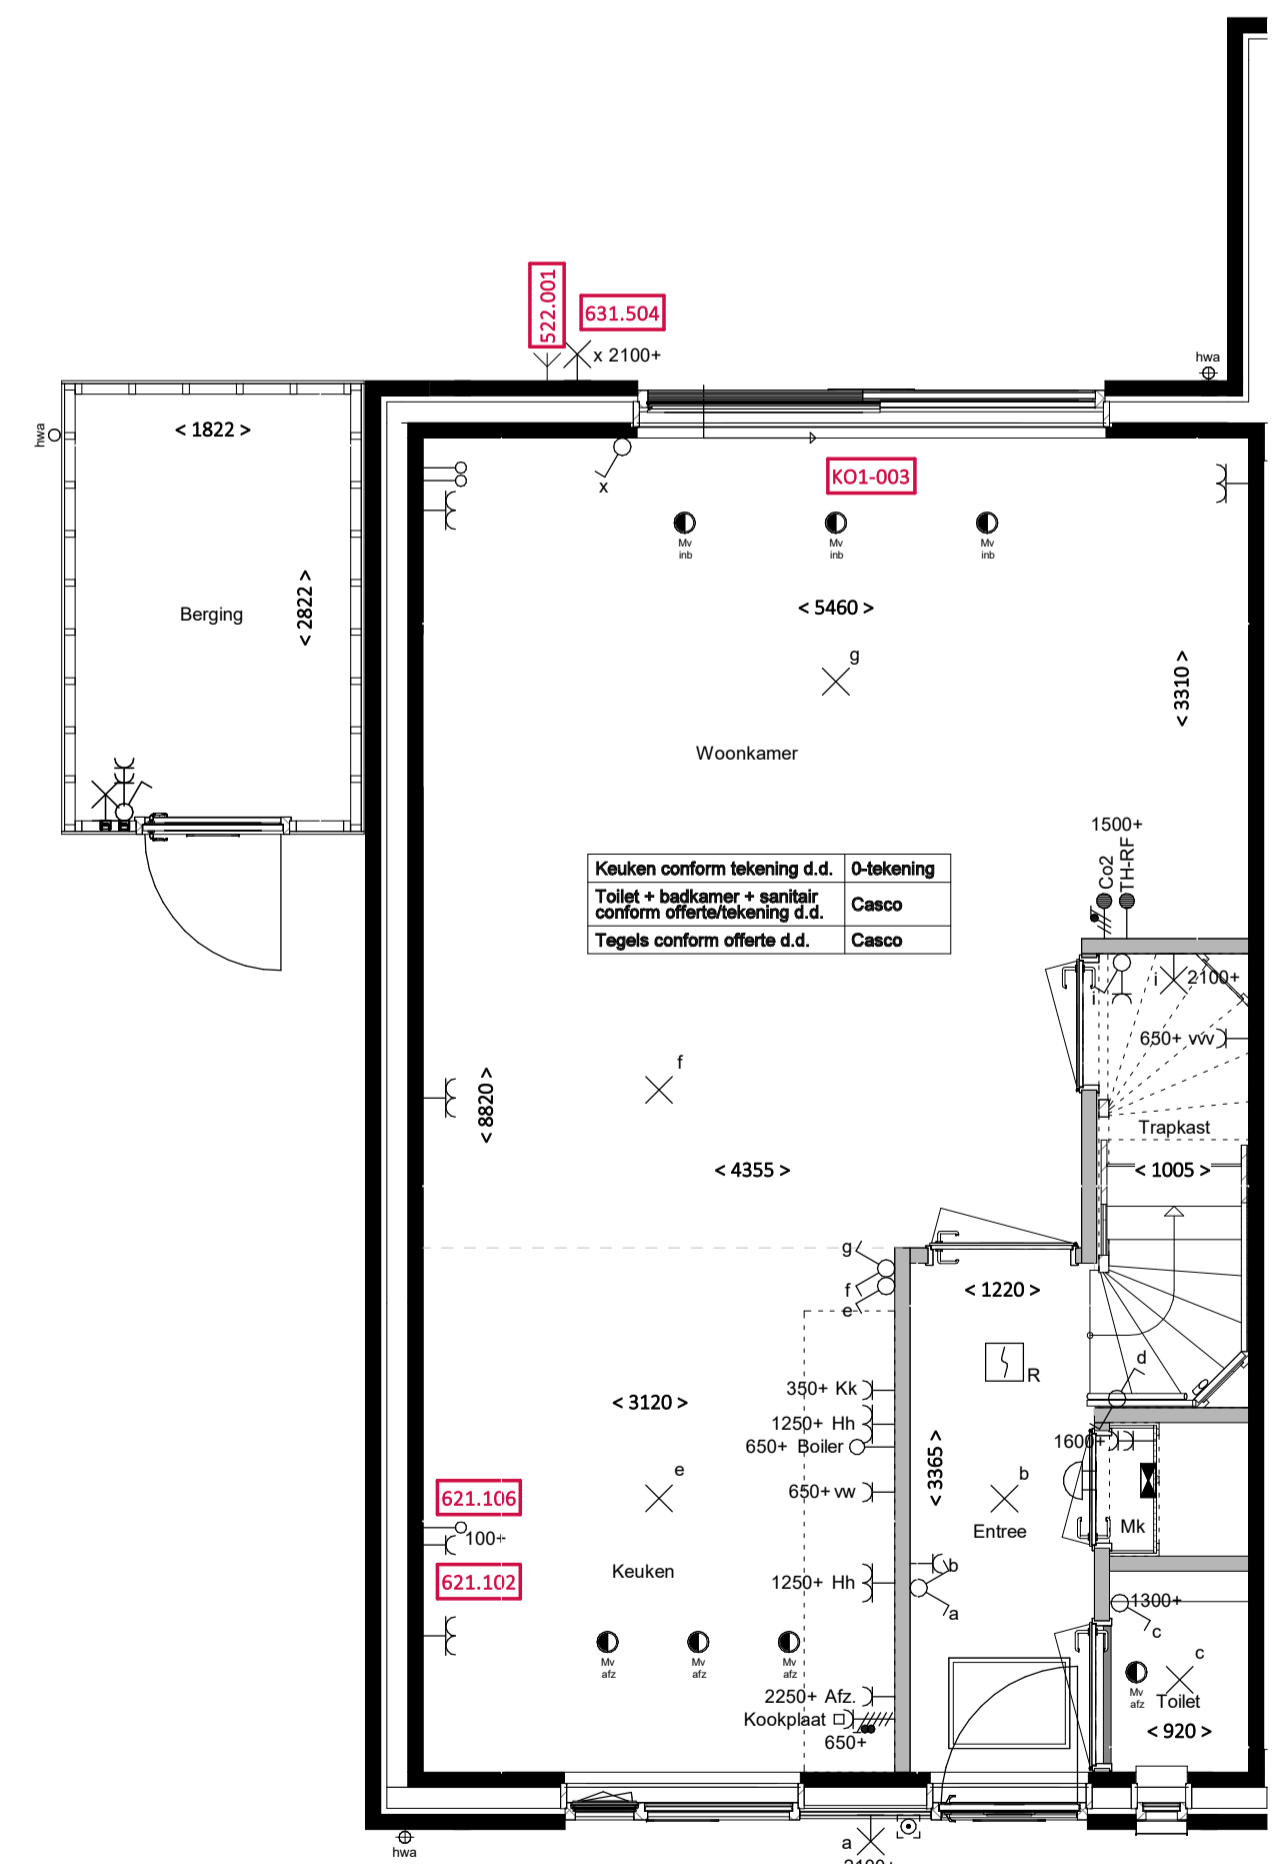 522.001
631.504
x 2100+
hwa
hwa
< 1822 >
KO1-003
x
Mv
inb
Mv
inb
Mv
inb
< 5460 >
< 2822 >
Berging
g
< 3310 >
Woonkamer
1500+
Co2
TH-RF
Keuken conform tekening d.d. 0-tekening
Toilet + badkamer + sanitair
conform offerte/tekening d.d. Casco
Tegels conform offerte d.d. Casco
i
i
2100+
650+ vvv
f
< 8820 >
Trapkast
< 4355 >
< 1005 >
g
f
e
< 1220 >
R
d
350+ Kk
< 3120 >
1250+ Hh
650+ Boiler
1600+
< 3365 >
e
b
621.106
650+ vw
Entree
Mk
100+
Keuken
621.102
1250+ Hh
b
a
1300+
c
c
Mv
afz
Mv
afz
Mv
afz
Mv
afz
Toilet
2250+ Afz.
Kookplaat
650+
< 920 >
a
2100+
hwa